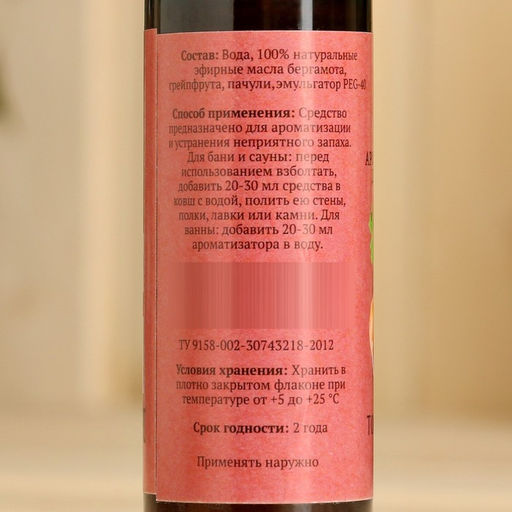 Состав: Вода, 100% натуральные
эфирные масла бергамота,
грейпфрута, пачули,эмульгатор PEG-40
Способ применения: Средство
предназначено для ароматизации
и устранения неприятного запаха.
Для бани и сауны: перед
использованием взболтать,
добавить 20-30 мл средства в
ковш с водой, полить ею стены,
полки, лавки или камни. Для
ванны: добавить 20-30 мл
ароматизатора в воду.
ТУ 9158-002-30743218-2012
Условия хранения: Хранить в
плотно закрытом флаконе при
температуре от +5 до +25 °С
Срок годности: 2 года
Применять наружно